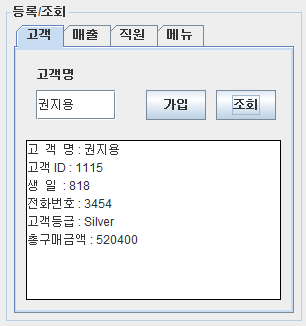 등록/조회
고객 매출 직원 메뉴
고객명
권지용 가입 조회
고 객 명 : 권지용
고객 ID : 1115
생 일 : 818
전화번호 : 3454
고객등급 : Silver
총구매금액 : 520400